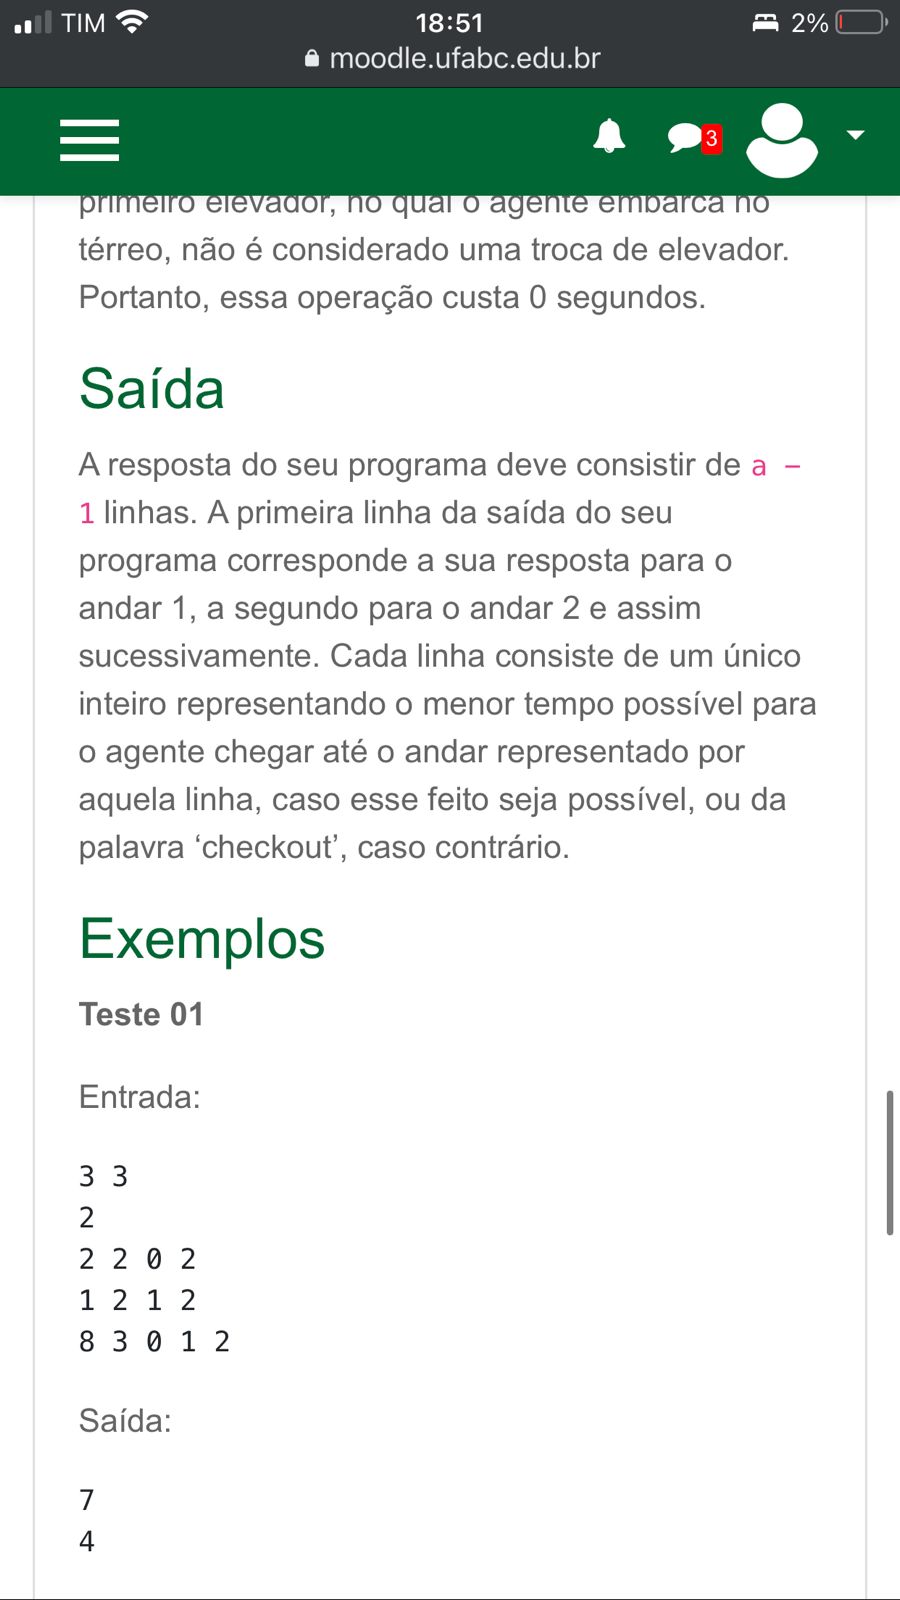 TIM 18:51 2%
moodle.ufabc.edu.br
3
primeiro elevador, no qual o agente embarca no
térreo, não é considerado uma troca de elevador.
Portanto, essa operação custa 0 segundos.
Saída
A resposta do seu programa deve consistir de a -
1 linhas. A primeira linha da saída do seu
programa corresponde a sua resposta para o
andar 1, a segundo para o andar 2 e assim
sucessivamente. Cada linha consiste de um único
inteiro representando o menor tempo possível para
o agente chegar até o andar representado por
aquela linha, caso esse feito seja possível, ou da
palavra ‘checkout’, caso contrário.
Exemplos
Teste 01
Entrada:
3 3
2
2 2 0 2
1 2 1 2
8 3 0 1 2
Saída:
7
4